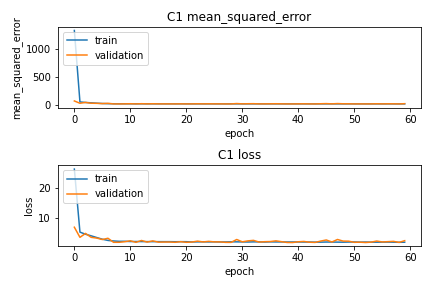 C1 mean_squared_error
mean_squared_error
1000
500
0
train
validation
0 10 20 30 40 50 60
epoch
C1 loss
loss
20
10
train
validation
0 10 20 30 40 50 60
epoch